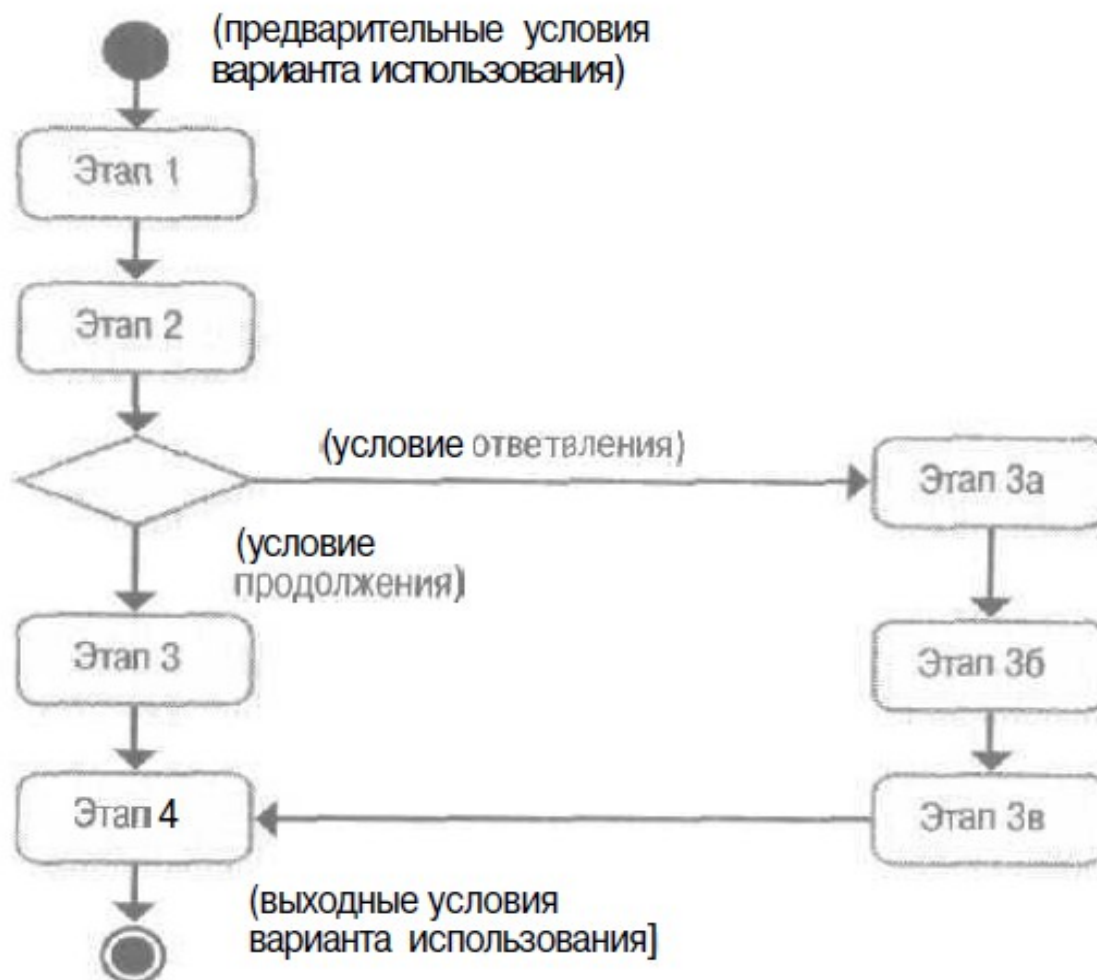 (предварительные условия
варианта использования)
Этап 1
Этап 2
(условие ответвления)
Этап 3а
(условие
продолжения)
Этап 3
Этап 3б
Этап 4
Этап 3в
(выходные условия
варианта использования]